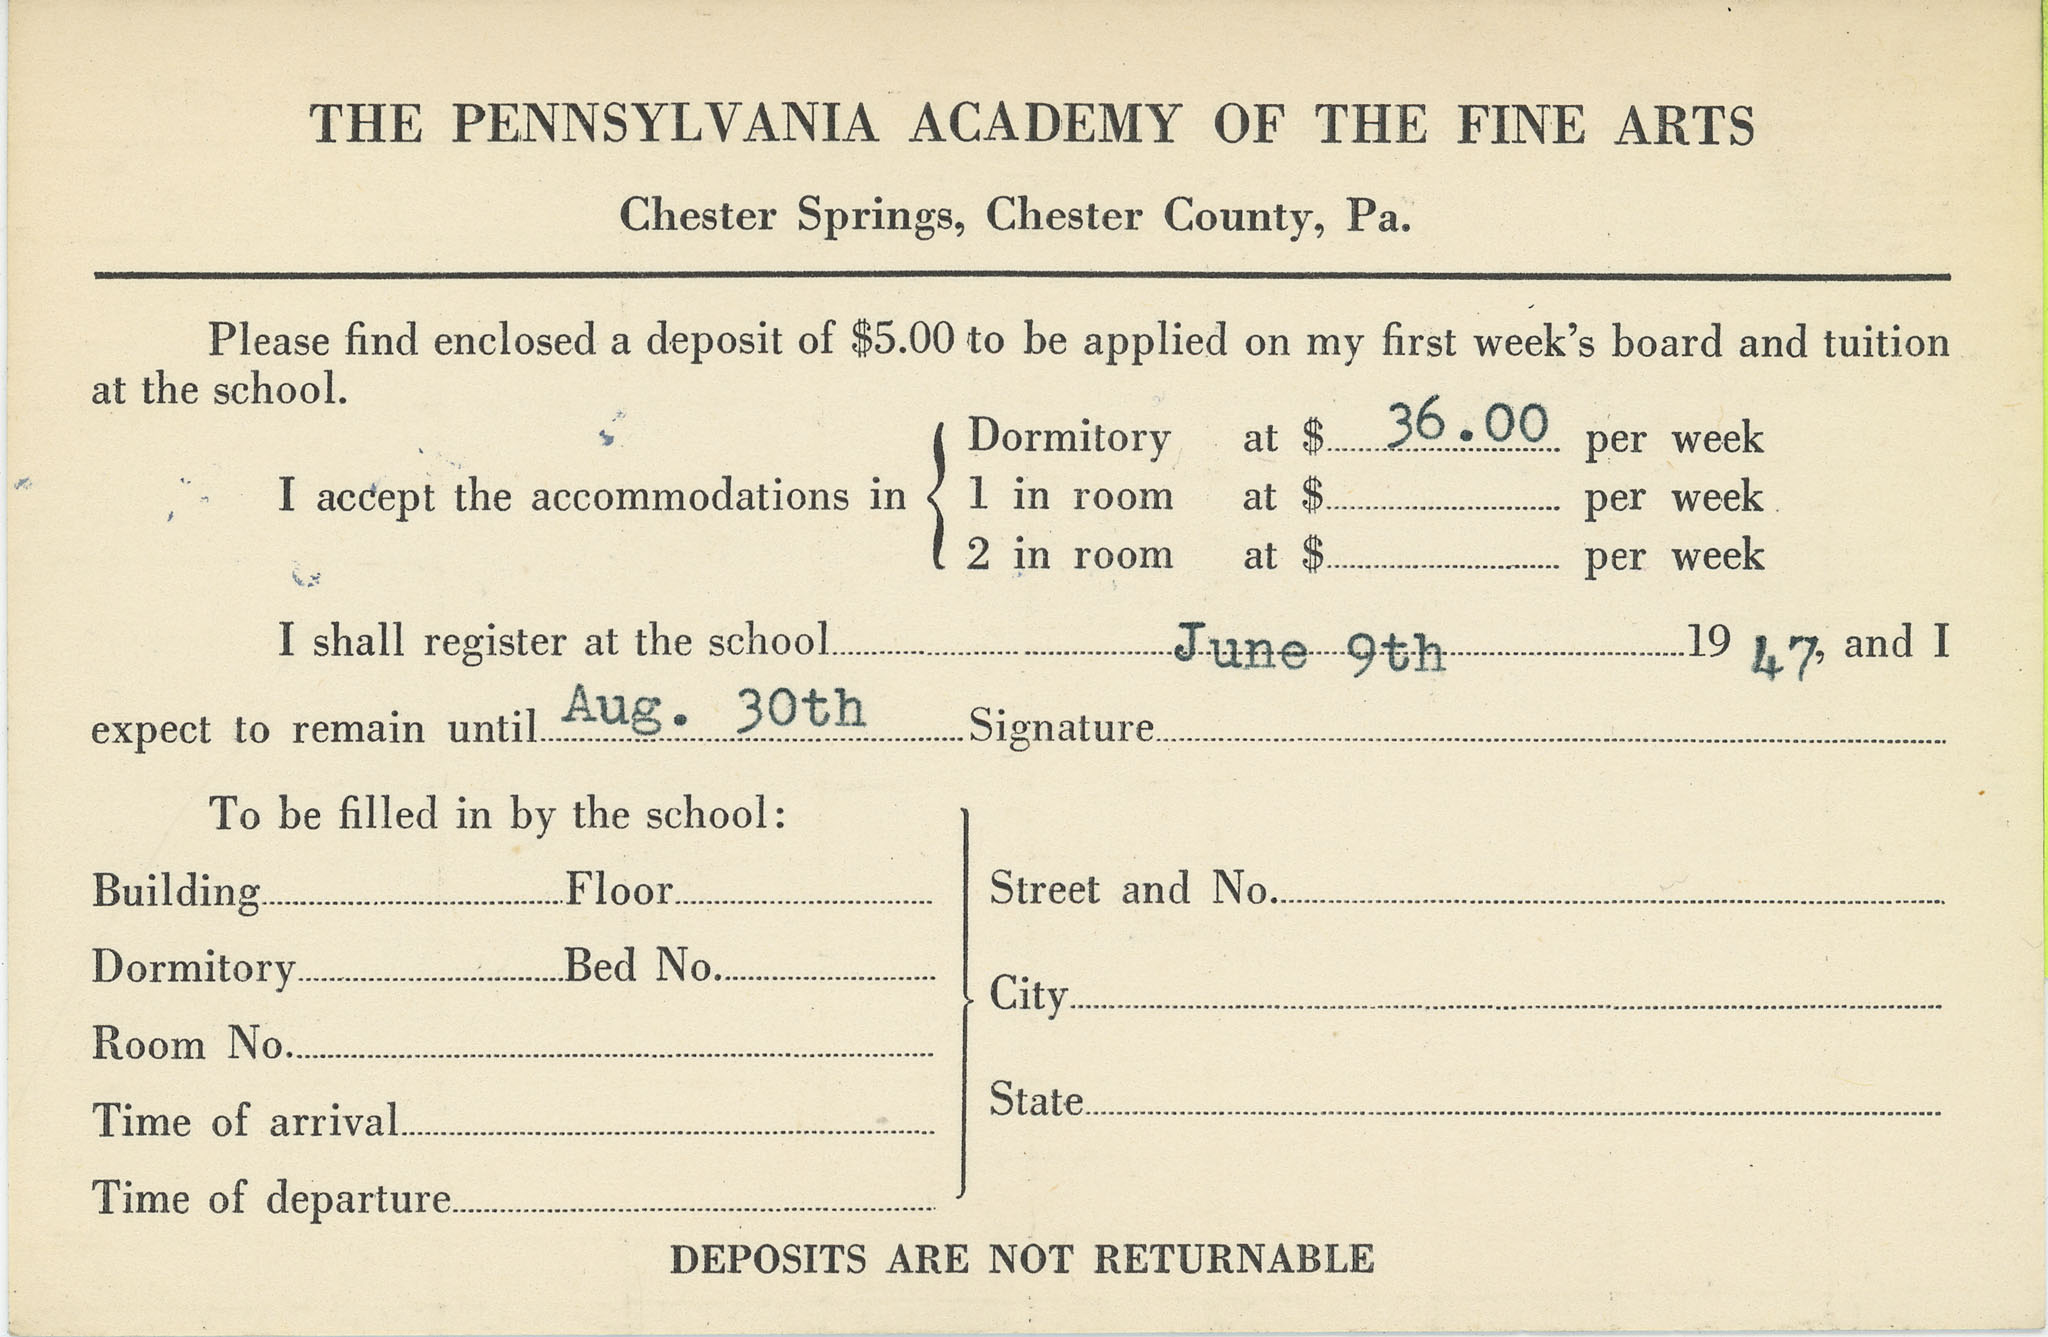 THE PENNSYLVANIA ACADEMY OF THE FINE ARTS
Chester Springs, Chester County, Pa.
Please find enclosed a deposit of $5.00 to be applied on my first week's board and tuition
at the school.
I accept the accommodations in
Dormitory at $ 36.00 per week
1 in room at $ per week
2 in room at $ per week
I shall register at the school June 9th 19 47, and I
expect to remain until Aug. 30th Signature
To be filled in by the school:
Building Floor
Dormitory Bed No.
Room No.
Time of arrival
Time of departure
Street and No.
City
State
DEPOSITS ARE NOT RETURNABLE